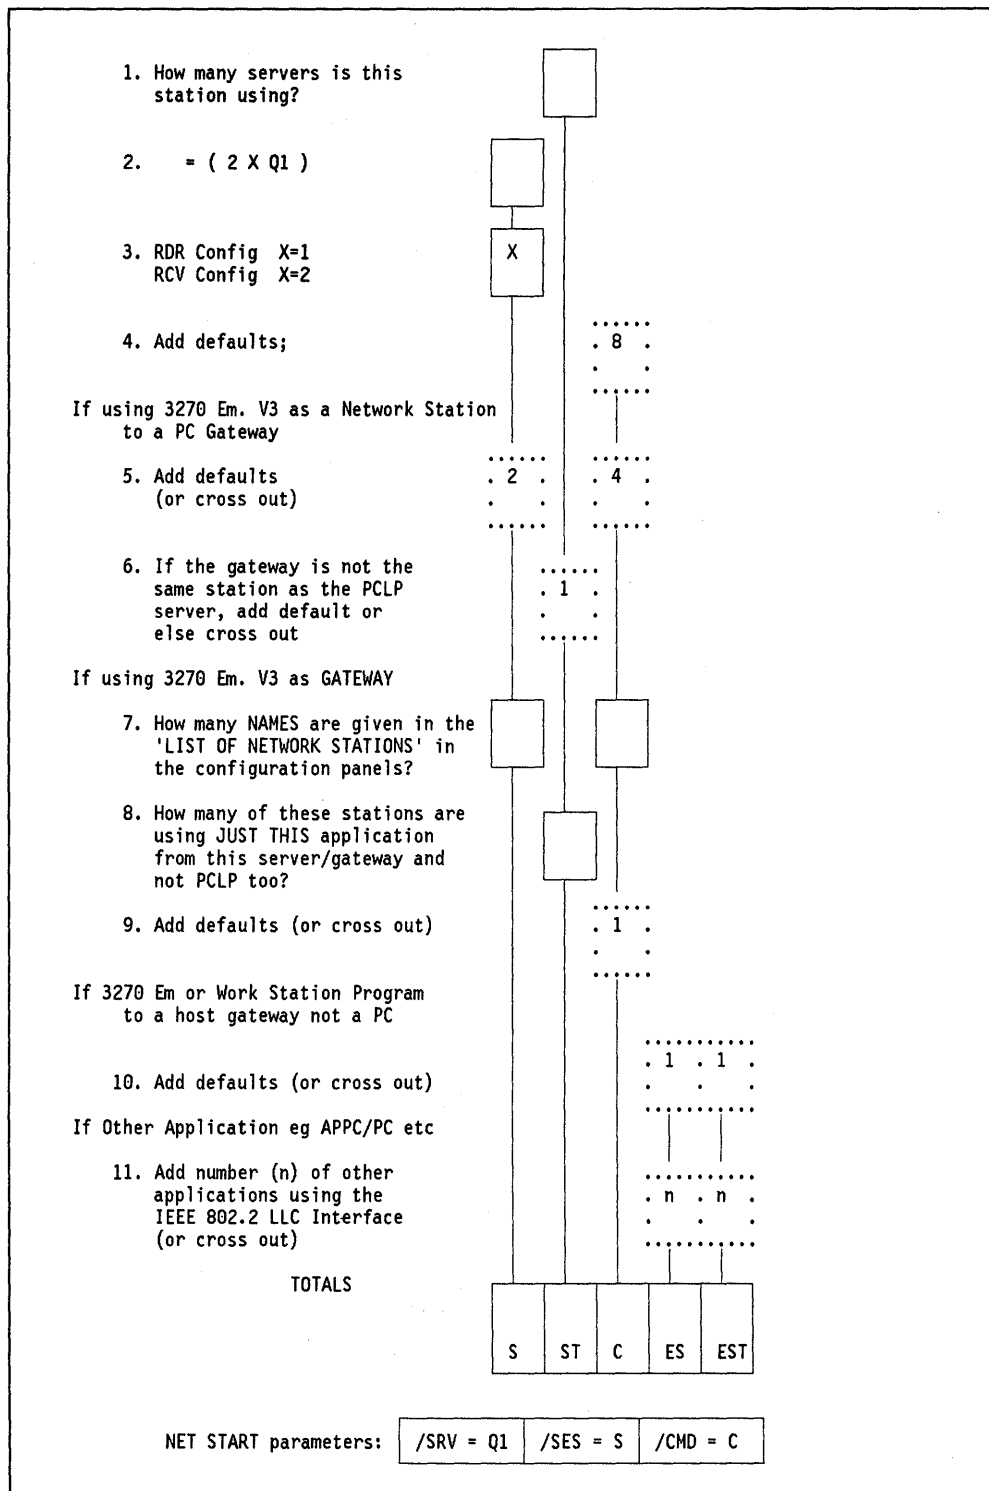 1. How many servers is this
station using?
2. = ( 2 X Q1 )
3. RDR Config X=1
RCV Config X=2
X
4. Add defaults;
8
If using 3270 Em. V3 as a Network Station
to a PC Gateway
5. Add defaults
(or cross out)
2
4
6. If the gateway is not the
same station as the PCLP
server, add default or
else cross out
1
If using 3270 Em. V3 as GATEWAY
7. How many NAMES are given in the
'LIST OF NETWORK STATIONS' in
the configuration panels?
8. How many of these stations are
using JUST THIS application
from this server/gateway and
not PCLP too?
9. Add defaults (or cross out)
1
If 3270 Em or Work Station Program
to a host gateway not a PC
10. Add defaults (or cross out)
1 1
If Other Application eg APPC/PC etc
11. Add number (n) of other
applications using the
IEEE 802.2 LLC Interface
(or cross out)
n n
TOTALS
S ST C ES EST
NET START parameters: /SRV = Q1 /SES = S /CMD = C